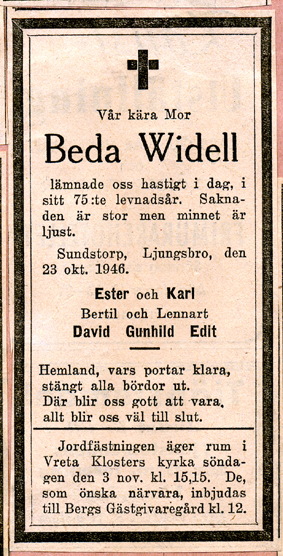 Vår kära Mor
Beda Widell
lämnade oss hastigt i dag, i
sitt 75:te levnadsår. Sakna-
den är stor men minnet är
ljust.
Sundstorp, Ljungsbro, den
23 okt. 1946.
Ester och Karl
Bertil och Lennart
David Gunhild Edit
Hemland, vars portar klara,
stängt alla bördor ut.
Där blir oss gott att vara.
allt blir oss väl till slut.
Jordfästningen äger rum i
Vreta Klosters kyrka sönda-
gen den 3 nov. kl. 15,15. De,
som önska närvara, inbjudas
till Bergs Gästgivaregård kl. 12.